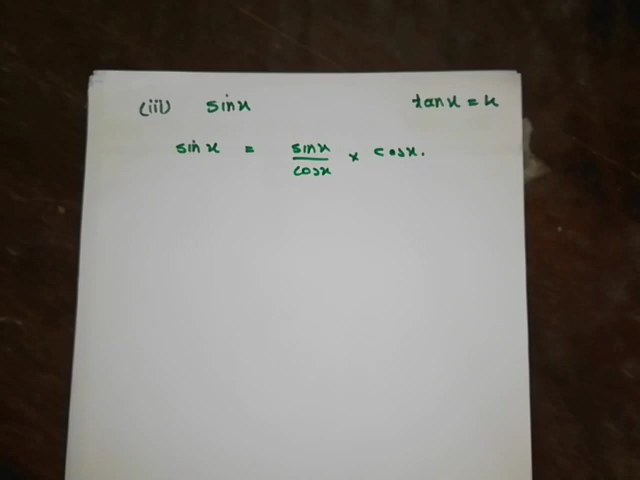 (iii) sinx tanx = k
sinx = sinx/cosx × cosx.